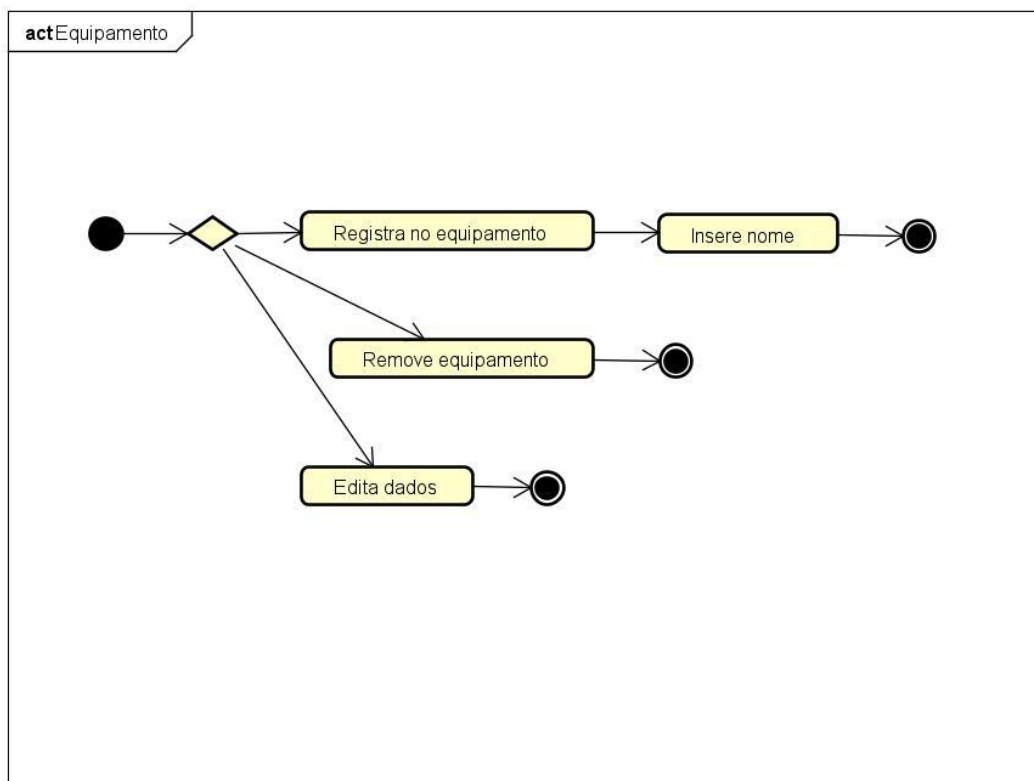 act Equipamento
Registra no equipamento
Insere nome
Remove equipamento
Edita dados